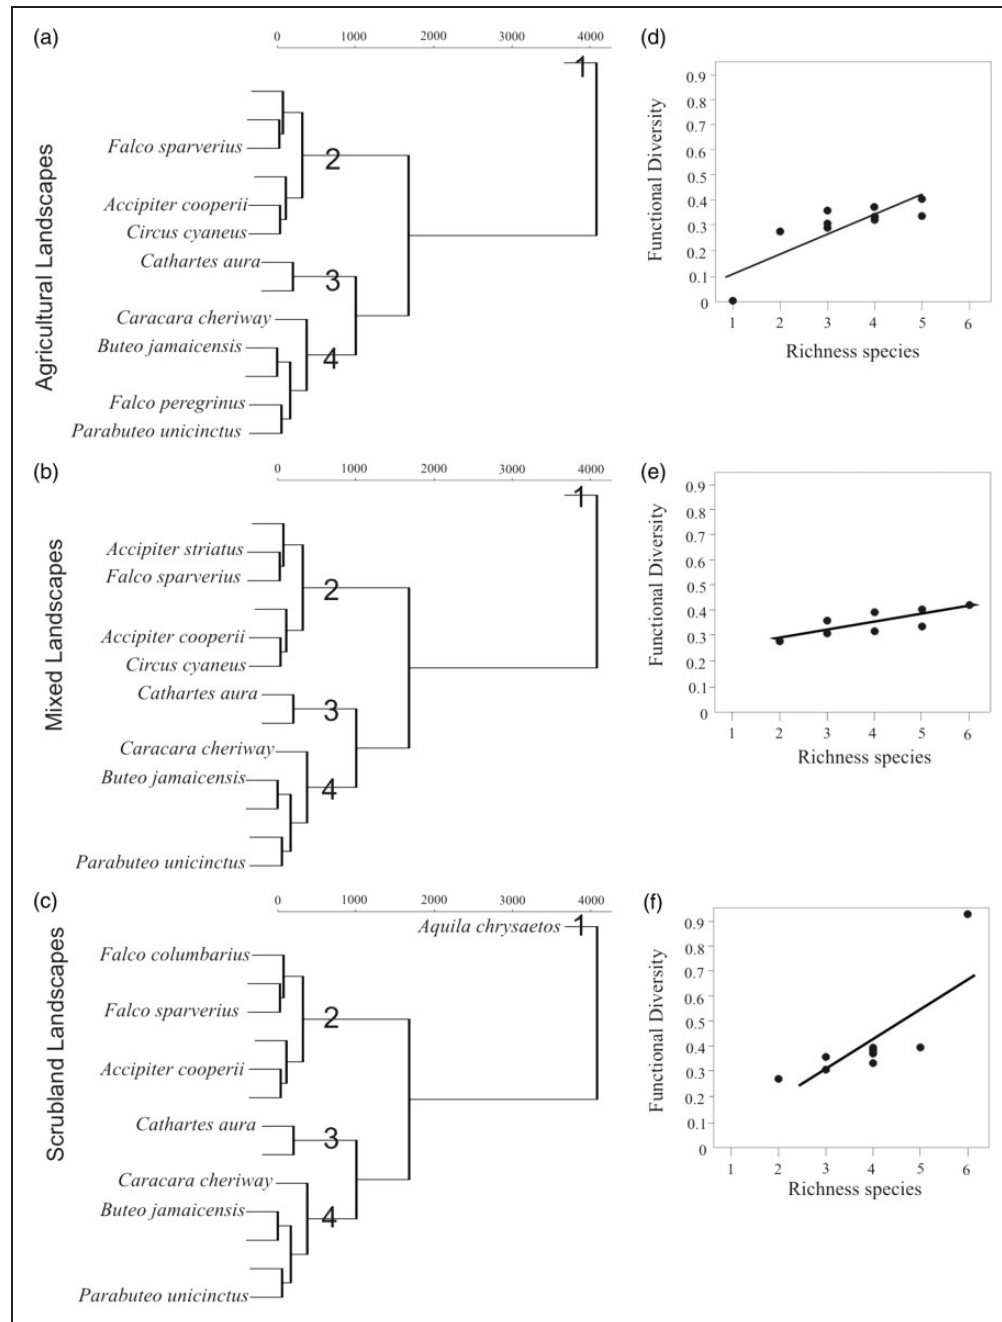 (a)
0 1000 2000 3000 4000
1
Agricultural Landscapes
2
Falco sparverius
Accipiter cooperii
Circus cyaneus
Cathartes aura
3
Caracara cheriway
Buteo jamaicensis
4
Falco peregrinus
Parabuteo unicinctus
(d)
Functional Diversity
0.9
0.8
0.7
0.6
0.5
0.4
0.3
0.2
0.1
0
1 2 3 4 5 6
Richness species
(b)
0 1000 2000 3000 4000
1
Mixed Landscapes
Accipiter striatus
Falco sparverius
2
Accipiter cooperii
Circus cyaneus
Cathartes aura
3
Caracara cheriway
Buteo jamaicensis
4
Parabuteo unicinctus
(e)
Functional Diversity
0.9
0.8
0.7
0.6
0.5
0.4
0.3
0.2
0.1
0
1 2 3 4 5 6
Richness species
(c)
0 1000 2000 3000 4000
Aquila chrysaetos 1
Scrubland Landscapes
Falco columbarius
Falco sparverius
2
Accipiter cooperii
Cathartes aura
3
Caracara cheriway
Buteo jamaicensis
4
Parabuteo unicinctus
(f)
Functional Diversity
0.9
0.8
0.7
0.6
0.5
0.4
0.3
0.2
0.1
0
1 2 3 4 5 6
Richness species